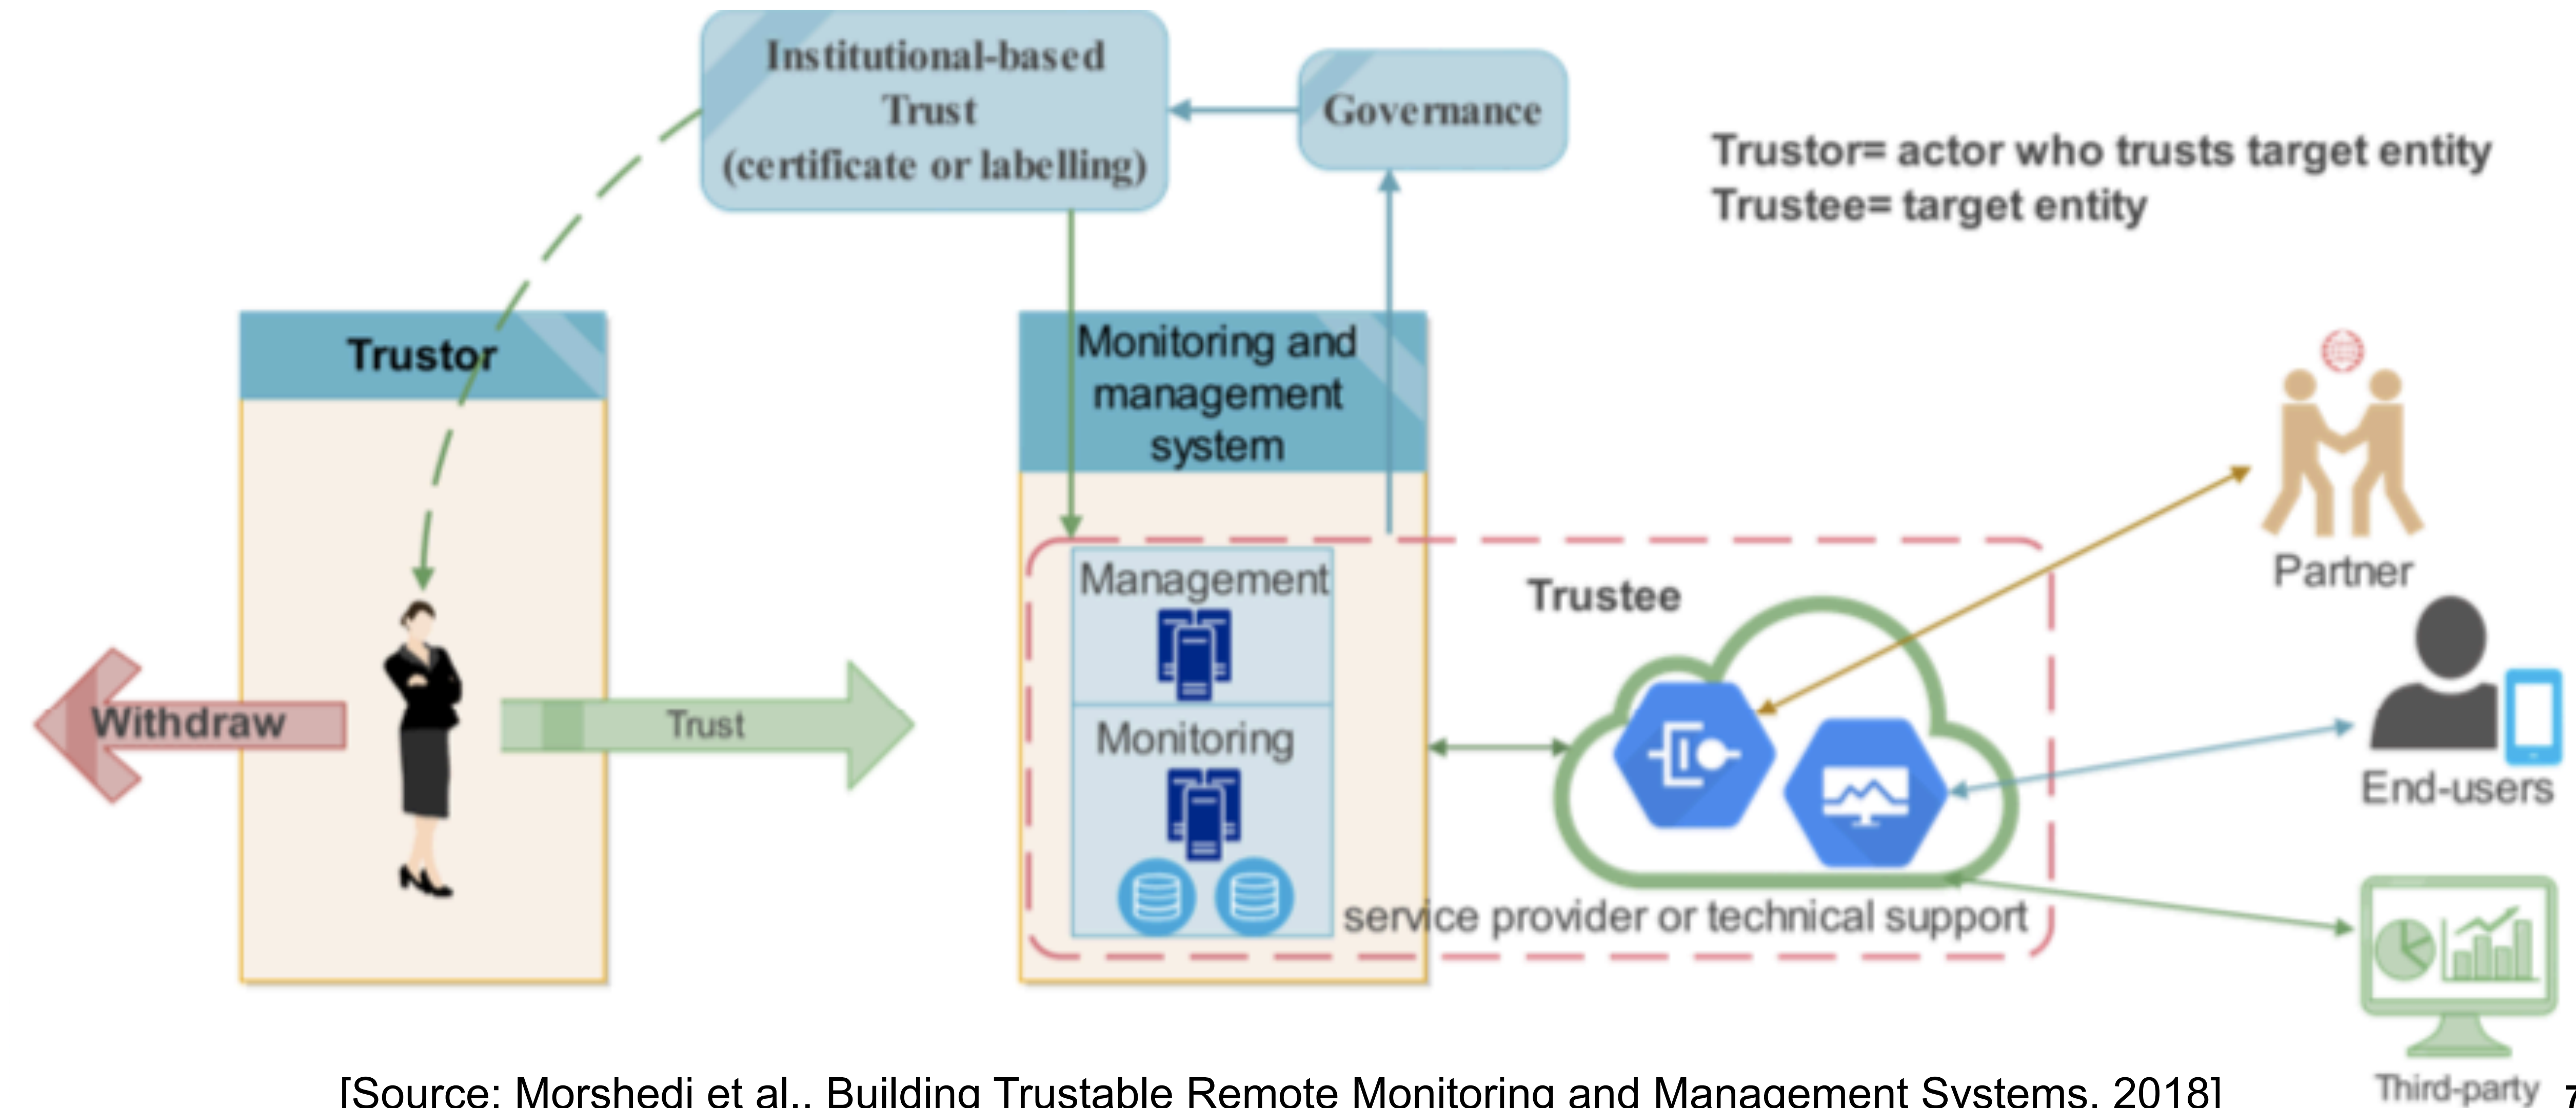 Institutional-based
Trust
(certificate or labelling)
Governance
Trustor= actor who trusts target entity
Trustee= target entity
Trustor
Monitoring and
management
system
Partner
Management
Trustee
Withdraw
Trust
Monitoring
End-users
service provider or technical support
Third-party
[Source: Morshedi et al., Building Trustable Remote Monitoring and Management Systems, 2018]